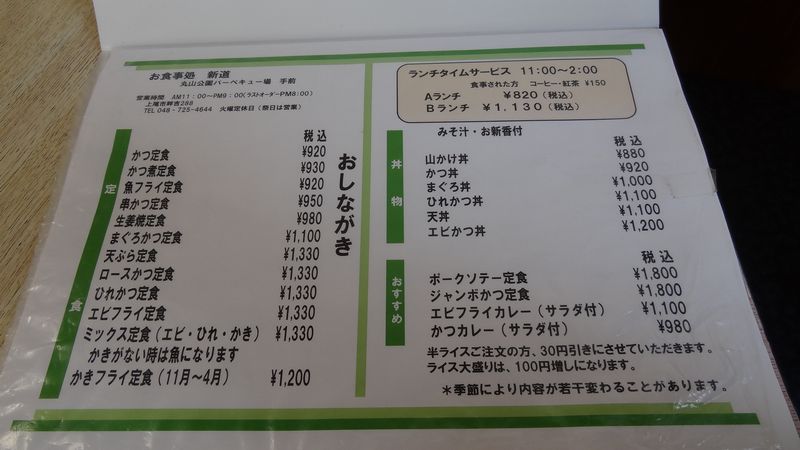 お食事処 新道
丸山公園バーベキュー場 手前
営業時間 AM11:00～PM9:00(ラストオーダーPM8:00)
上尾市畔吉288
TEL 048-725-4644 火曜定休日(祭日は営業)
おしながき
定食
税込
かつ定食 ¥920
かつ煮定食 ¥930
魚フライ定食 ¥920
串かつ定食 ¥950
生姜焼定食 ¥980
まぐろかつ定食 ¥1,100
天ぷら定食 ¥1,330
ロースかつ定食 ¥1,330
ひれかつ定食 ¥1,330
エビフライ定食 ¥1,330
ミックス定食(エビ・ひれ・かき) ¥1,330
かきがない時は魚になります
かきフライ定食(11月～4月) ¥1,200
ランチタイムサービス 11:00～2:00
食事された方 コーヒー・紅茶 ¥150
Aランチ ¥820(税込)
Bランチ ¥1,130(税込)
みそ汁・お新香付
丼物
税込
山かけ丼 ¥880
かつ丼 ¥920
まぐろ丼 ¥1,000
ひれかつ丼 ¥1,100
天丼 ¥1,100
エビかつ丼 ¥1,200
おすすめ
税込
ポークソテー定食 ¥1,800
ジャンボかつ定食 ¥1,800
エビフライカレー(サラダ付) ¥1,100
かつカレー(サラダ付) ¥980
半ライスご注文の方、30円引きにさせていただきます。
ライス大盛りは、100円増しになります。
＊季節により内容が若干変わることがあります。